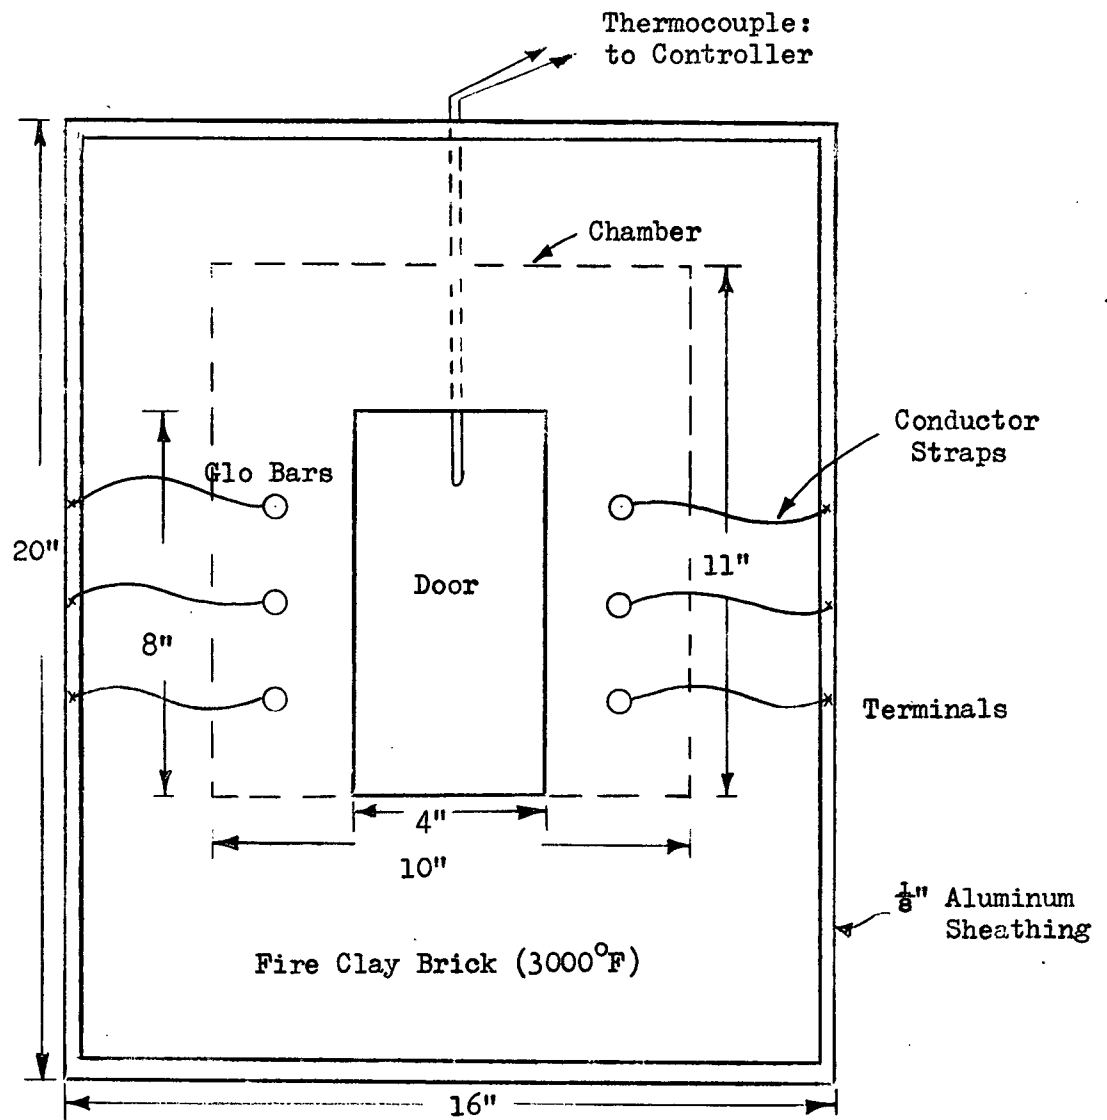 Thermocouple:
to Controller
Chamber
Conductor
Straps
Glo Bars
20"
11"
Door
8"
Terminals
4"
10"
1/8" Aluminum
Sheathing
Fire Clay Brick (3000°F)
16"